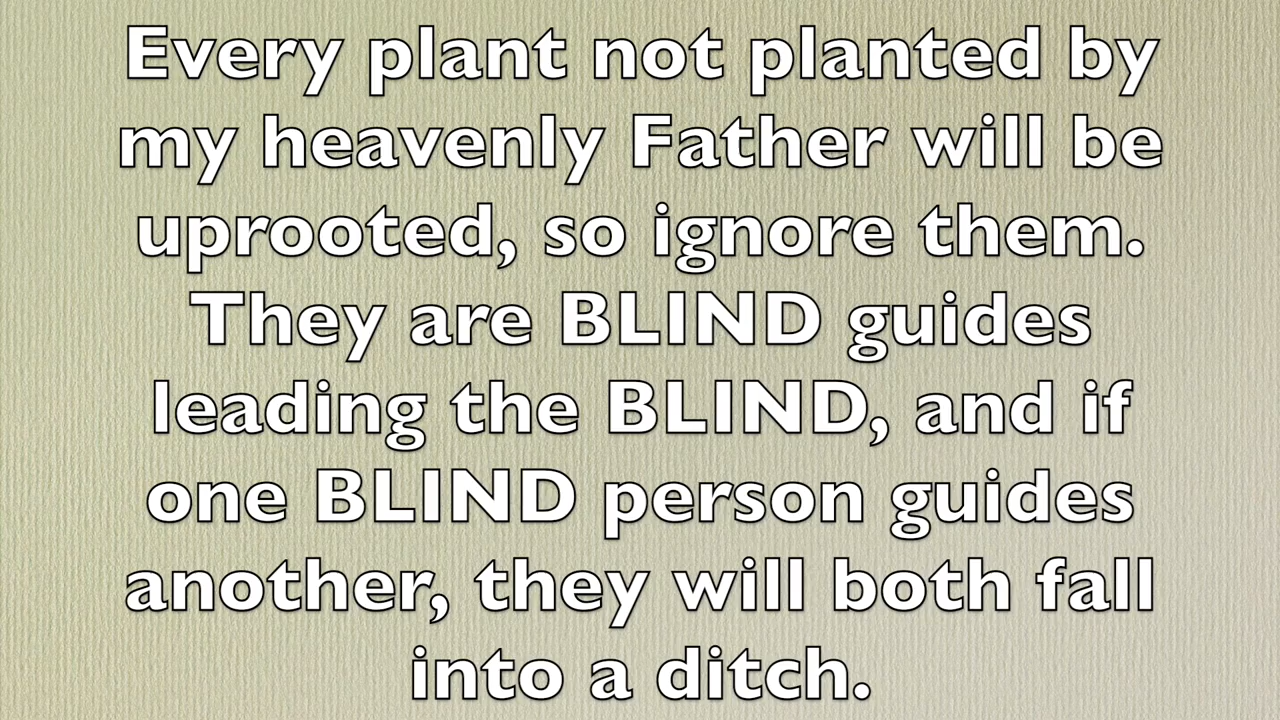 Every plant not planted by
my heavenly Father will be
uprooted, so ignore them.
They are BLIND guides
leading the BLIND, and if
one BLIND person guides
another, they will both fall
into a ditch.